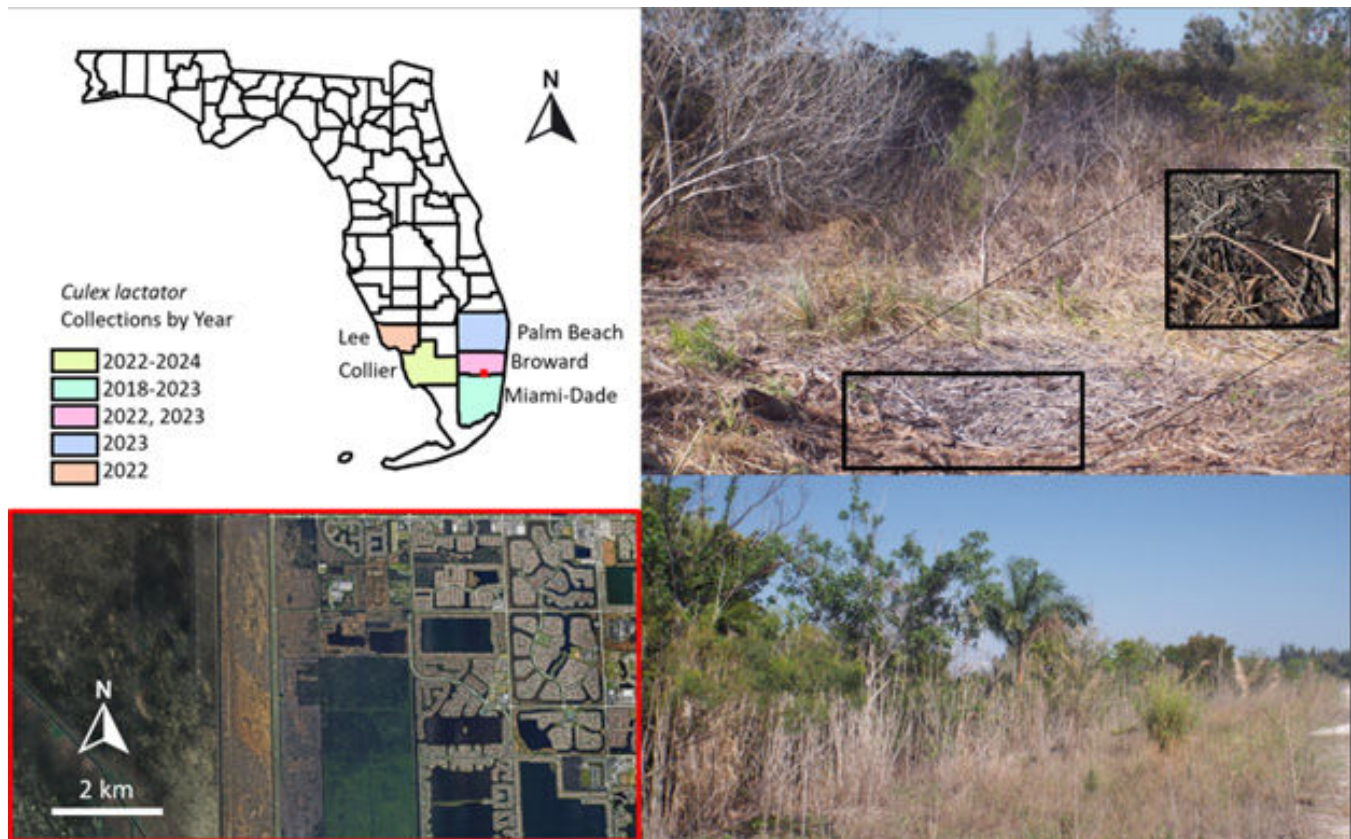 N
Culex lactator
Collections by Year
2022-2024
2018-2023
2022, 2023
2023
2022
Lee
Collier
Palm Beach
Broward
Miami-Dade
N
2 km